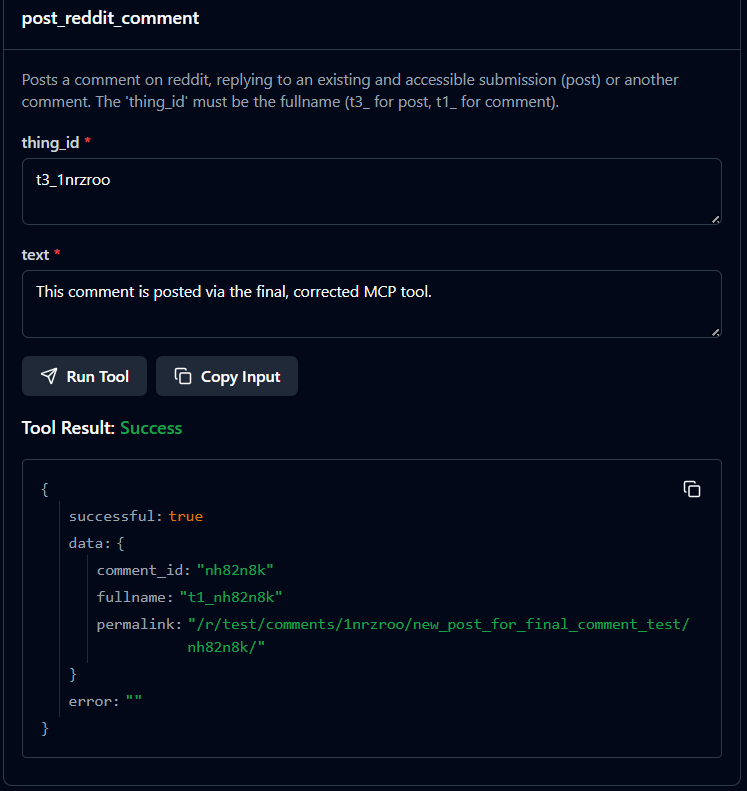 post_reddit_comment
Posts a comment on reddit, replying to an existing and accessible submission (post) or another
comment. The 'thing_id' must be the fullname (t3_ for post, t1_ for comment).
thing_id *
t3_1nrzroo
text *
This comment is posted via the final, corrected MCP tool.
Run Tool Copy Input
Tool Result: Success
{
successful: true
data: {
comment_id: "nh82n8k"
fullname: "t1_nh82n8k"
permalink: "/r/test/comments/1nrzroo/new_post_for_final_comment_test/
nh82n8k/"
}
error: ""
}